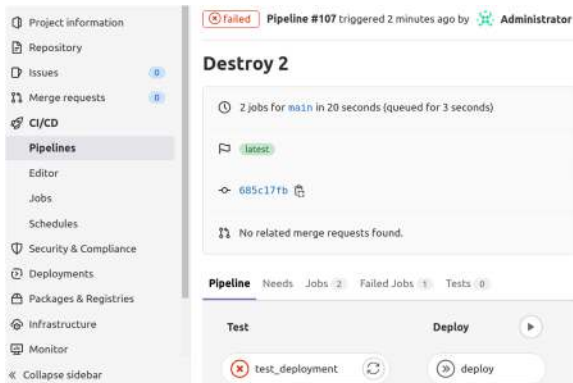 Project information
Repository
Issues 0
Merge requests 0
CI/CD
Pipelines
Editor
Jobs
Schedules
Security & Compliance
Deployments
Packages & Registries
Infrastructure
Monitor
Collapse sidebar
failed Pipeline #107 triggered 2 minutes ago by Administrator
Destroy 2
2 jobs for main in 20 seconds (queued for 3 seconds)
latest
685c17fb
No related merge requests found.
Pipeline Needs Jobs 2 Failed Jobs 1 Tests 0
Test Deploy
test_deployment deploy